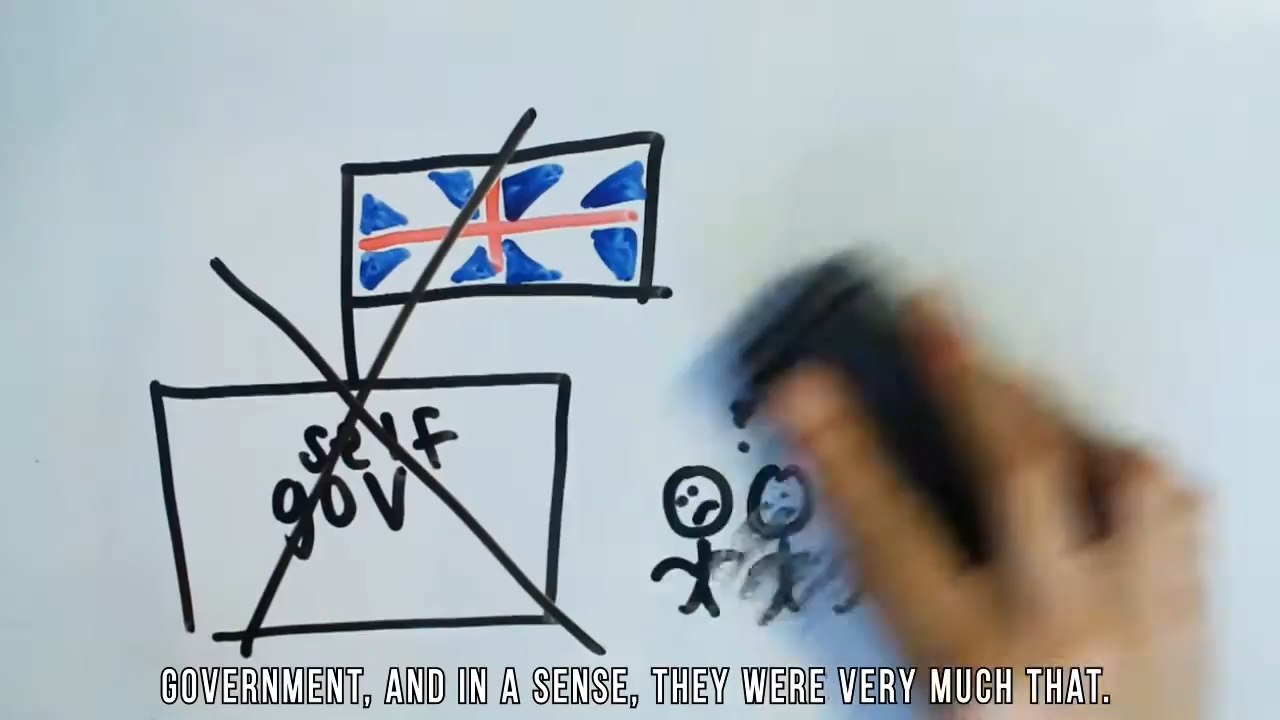 self
gov
GOVERNMENT, AND IN A SENSE, THEY WERE VERY MUCH THAT.